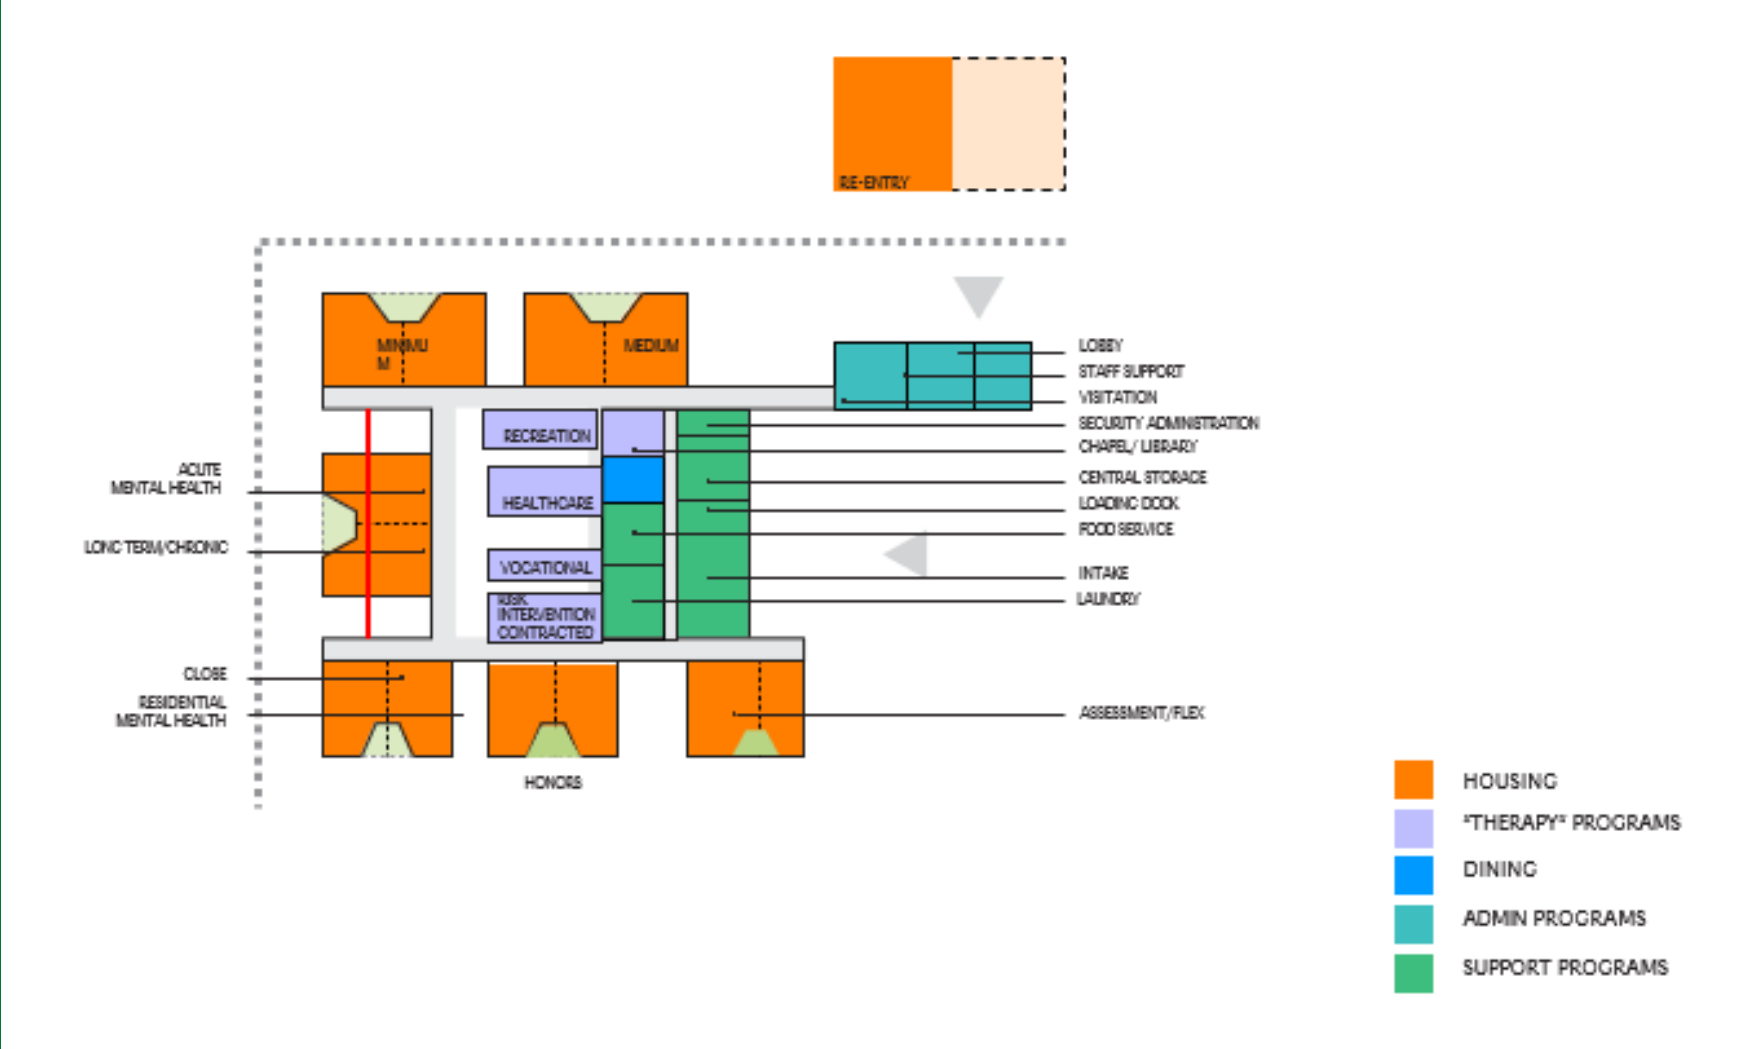 RE-ENTRY
MINIMU
M
MEDIUM
LOBBY
STAFF SUPPORT
VISITATION
SECURITY ADMINISTRATION
CHAPEL/ LIBRARY
CENTRAL STORAGE
LOADING DOCK
FOOD SERVICE
INTAKE
LAUNDRY
RECREATION
HEALTHCARE
VOCATIONAL
RISK
INTERVENTION
CONTRACTED
ACUTE
MENTAL HEALTH
LONG TERM/CHRONIC
CLOSE
RESIDENTIAL
MENTAL HEALTH
HONORS
ASSESSMENT/FLEX
HOUSING
"THERAPY" PROGRAMS
DINING
ADMIN PROGRAMS
SUPPORT PROGRAMS